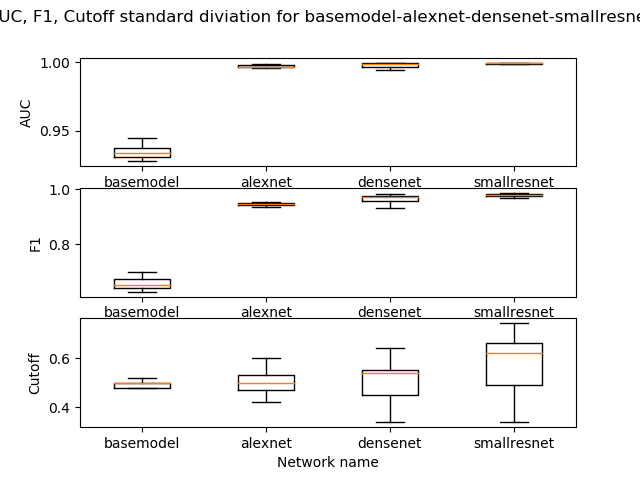 UC, F1, Cutoff standard diviation for basemodel-alexnet-densenet-smallresne
1.00
0.95
AUC
basemodel alexnet densenet smallresnet
1.0
0.8
F1
basemodel alexnet densenet smallresnet
0.6
0.4
Cutoff
basemodel alexnet densenet smallresnet
Network name